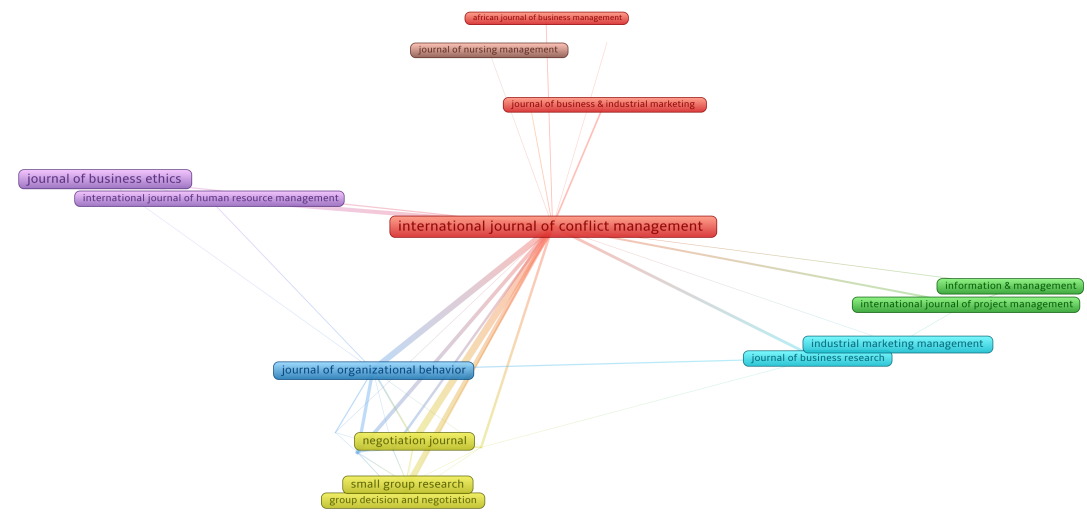 african journal of business management
journal of nursing management
journal of business & industrial marketing
journal of business ethics
international journal of human resource management
international journal of conflict management
information & management
international journal of project management
industrial marketing management
journal of business research
journal of organizational behavior
negotiation journal
small group research
group decision and negotiation